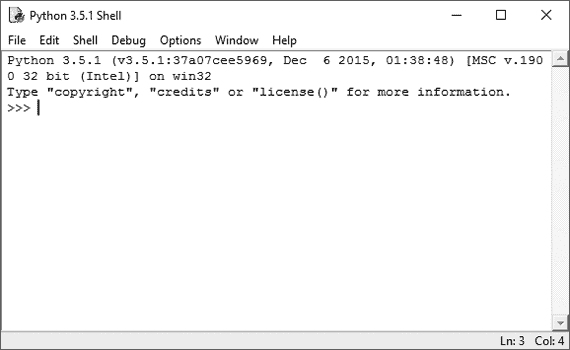 Python 3.5.1 Shell
File Edit Shell Debug Options Window Help
Python 3.5.1 (v3.5.1:37a07cee5969, Dec  6 2015, 01:38:48) [MSC v.190
0 32 bit (Intel)] on win32
Type "copyright", "credits" or "license()" for more information.
>>>
Ln: 3 Col: 4